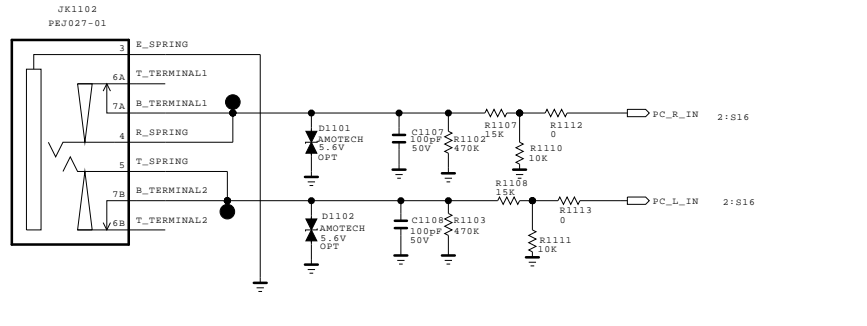 JK1102
PEJ027-01
3 E_SPRING
6A T_TERMINAL1
7A B_TERMINAL1
4 R_SPRING
5 T_SPRING
7B B_TERMINAL2
6B T_TERMINAL2
D1101
AMOTECH
5.6V
OPT
C1107
100pF
50V
R1102
470K
R1107
15K
R1112
0
R1110
10K
PC_R_IN 2:S16
D1102
AMOTECH
5.6V
OPT
C1108
100pF
50V
R1103
470K
R1108
15K
R1113
0
R1111
10K
PC_L_IN 2:S16